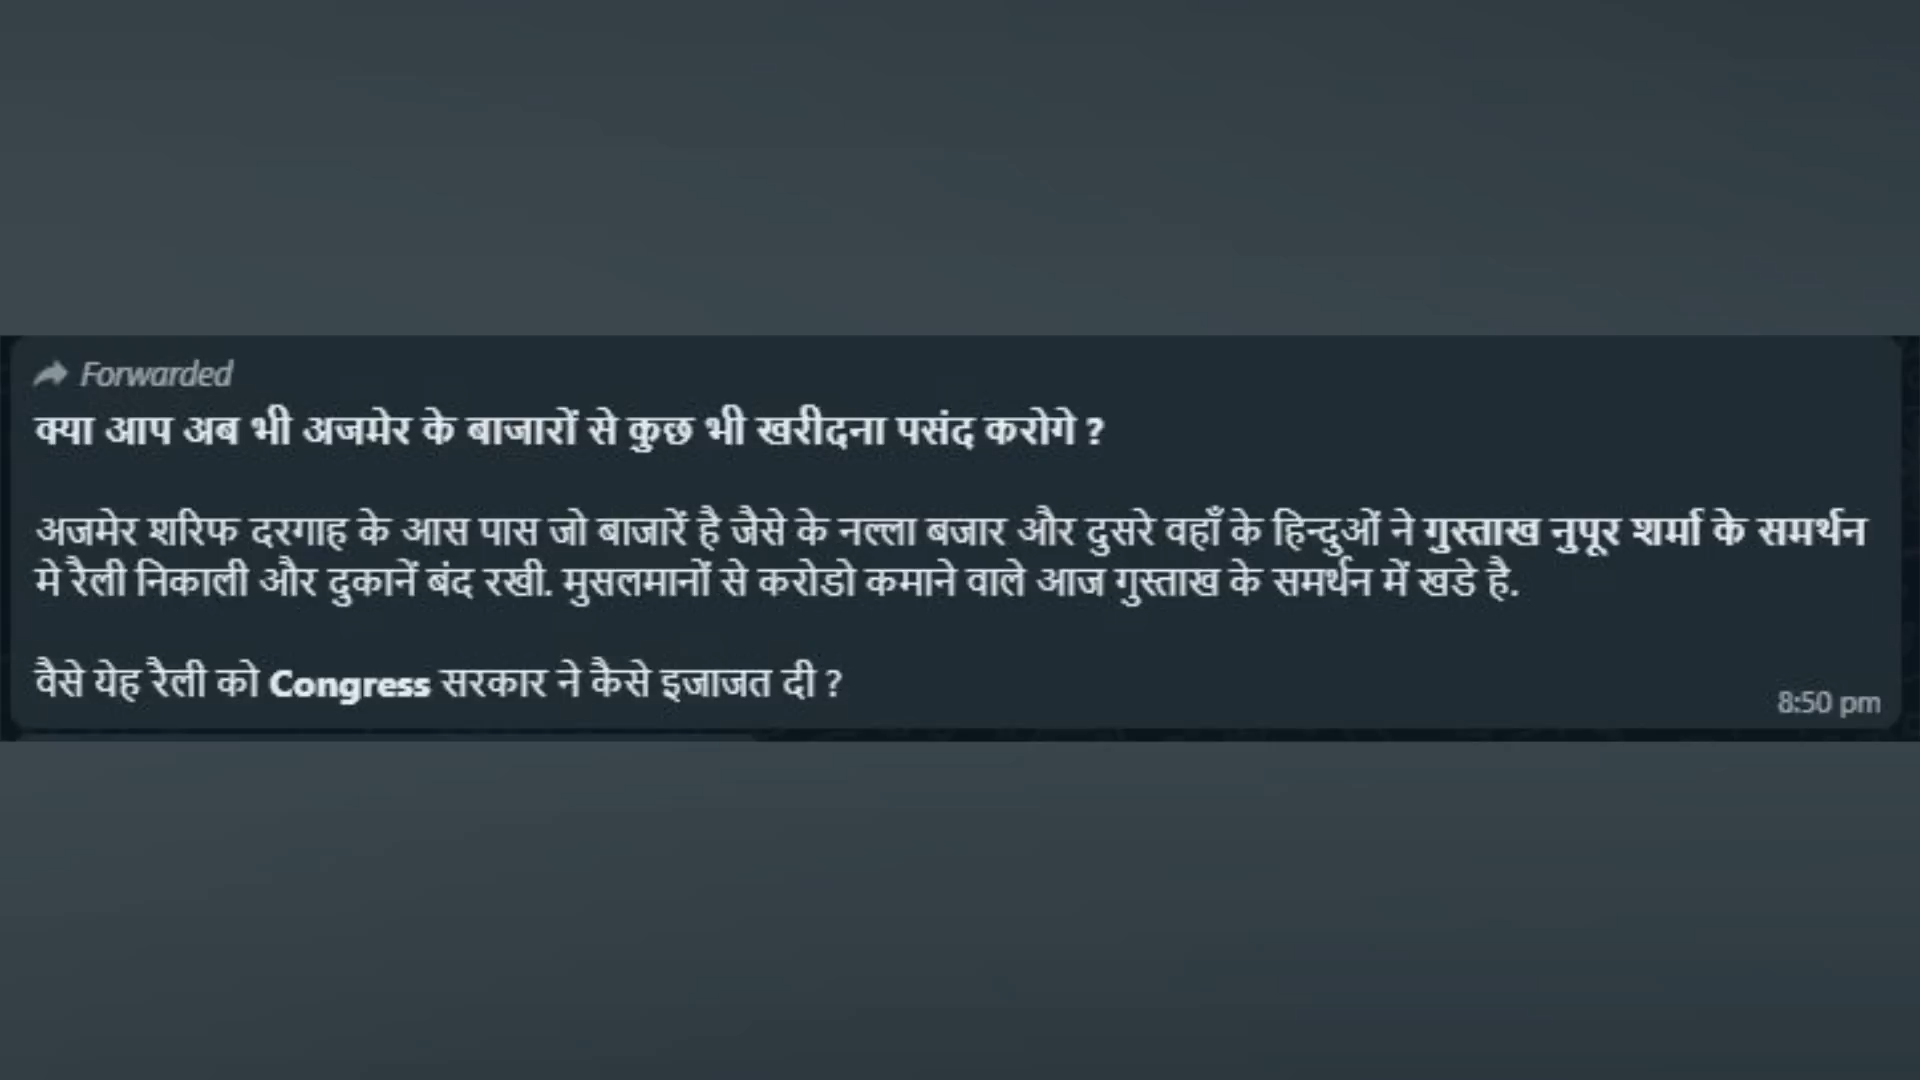 Forwarded
क्या आप अब भी अजमेर के बाजारों से कुछ भी खरीदना पसंद करोगे ?
अजमेर शरिफ दरगाह के आस पास जो बाजारें है जैसे के नल्ला बजार और दुसरे वहाँ के हिन्दुओं ने गुस्ताख नुपूर शर्मा के समर्थन
मे रैली निकाली और दुकानें बंद रखी. मुसलमानों से करोडो कमाने वाले आज गुस्ताख के समर्थन में खडे है.
वैसे येह रैली को Congress सरकार ने कैसे इजाजत दी ?
8:50 pm